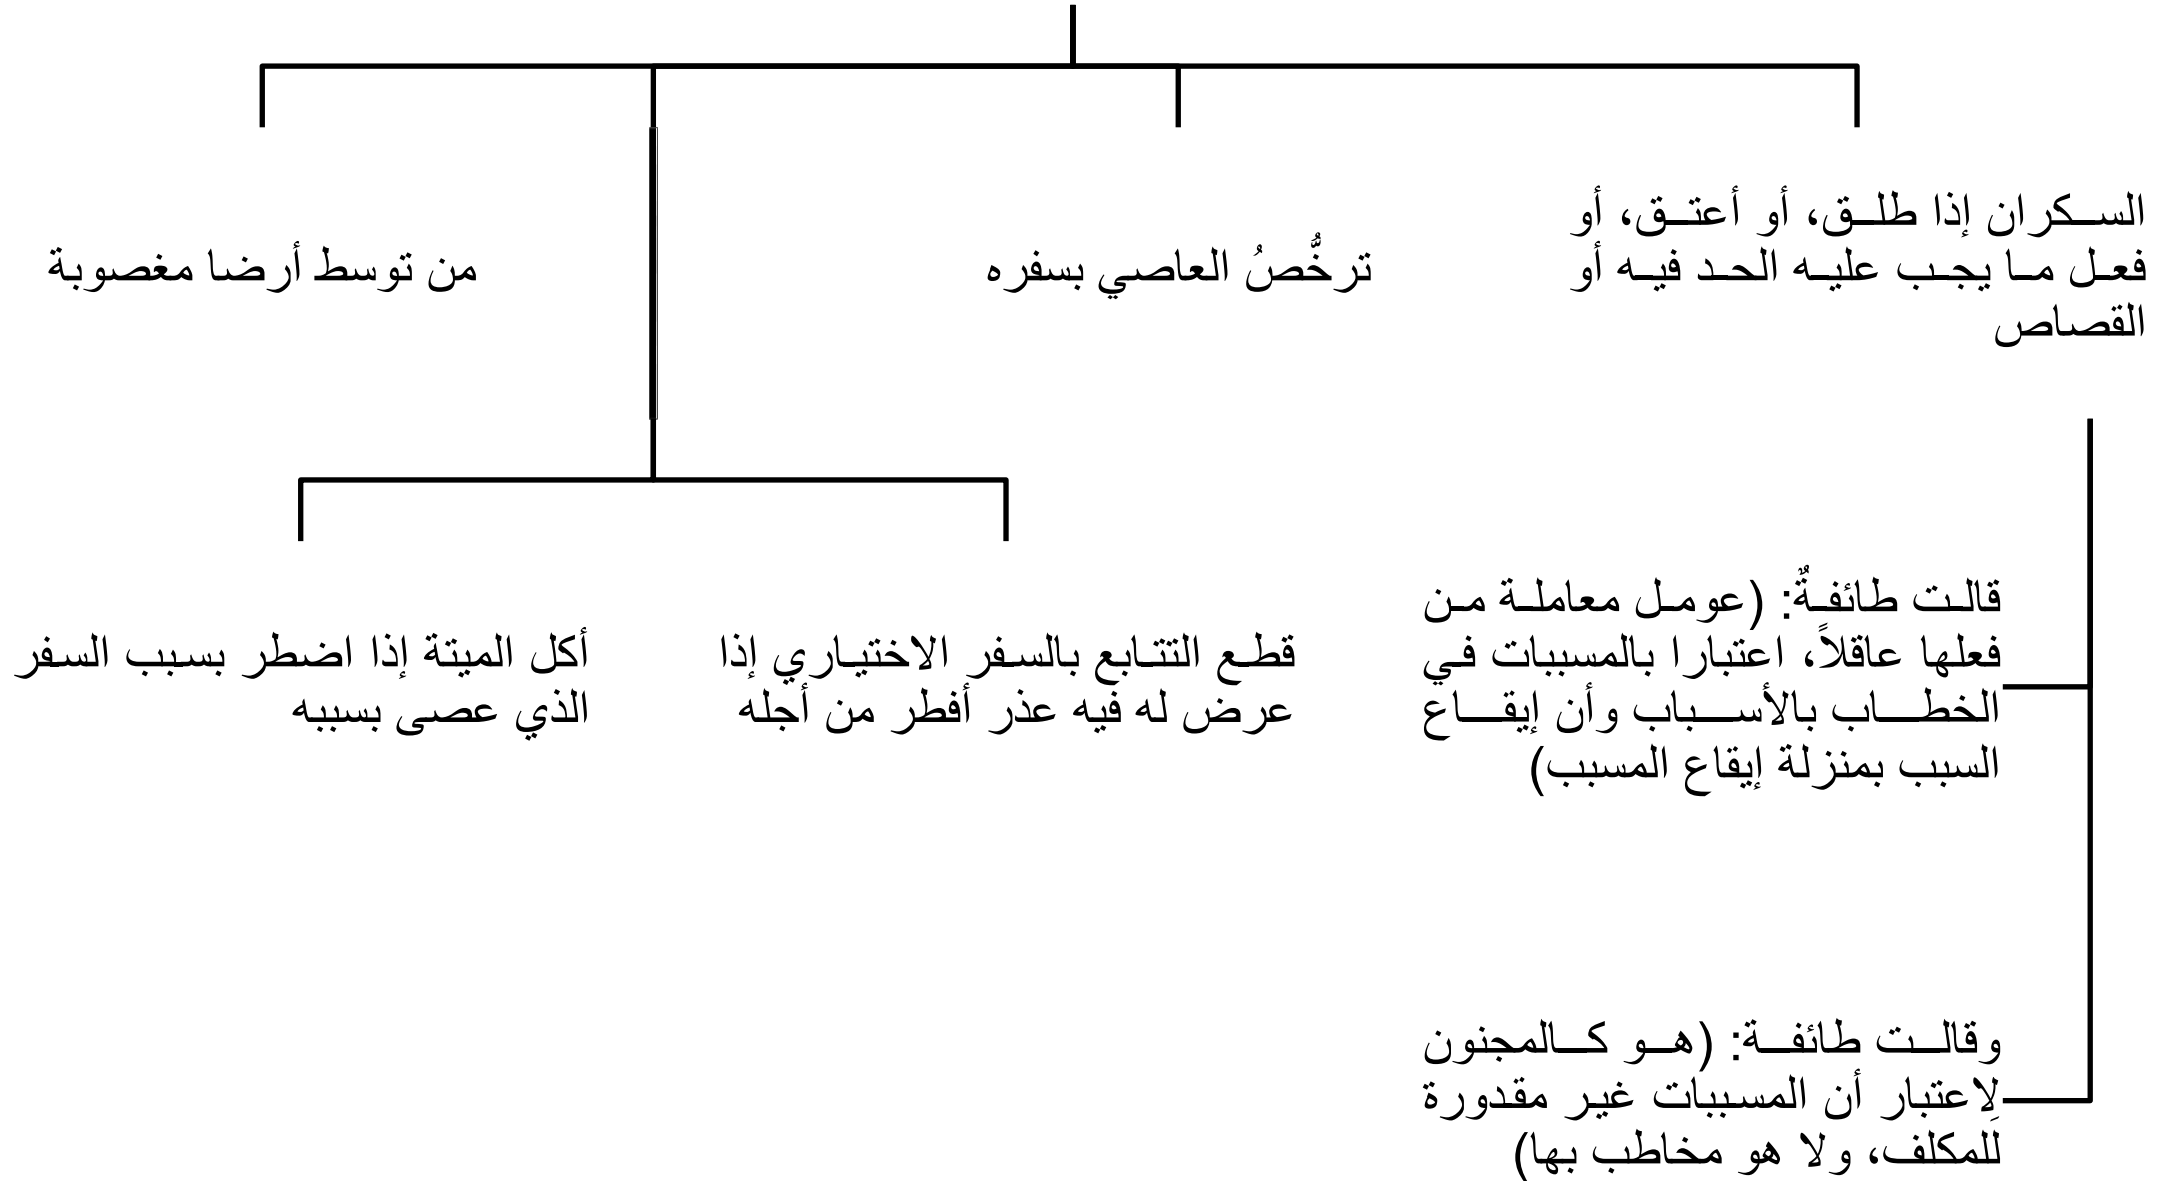 السكران إذا طلق، أو أعتق، أو
فعل ما يجب عليه الحد فيه أو
القصاص
ترخُّصُ العاصي بسفره
من توسط أرضا مغصوبة
قالت طائفةٌ: (عومل معاملة من
فعلها عاقلاً، اعتبارا بالمسببات في
الخطاب بالأسباب وأن إيقاع
السبب بمنزلة إيقاع المسبب)
وقالت طائفة: (هو كالمجنون
لِاعتبار أن المسببات غير مقدورة
للمكلف، ولا هو مخاطب بها)
قطع التتابع بالسفر الاختياري إذا
عرض له فيه عذر أفطر من أجله
أكل الميتة إذا اضطر بسبب السفر
الذي عصى بسببه